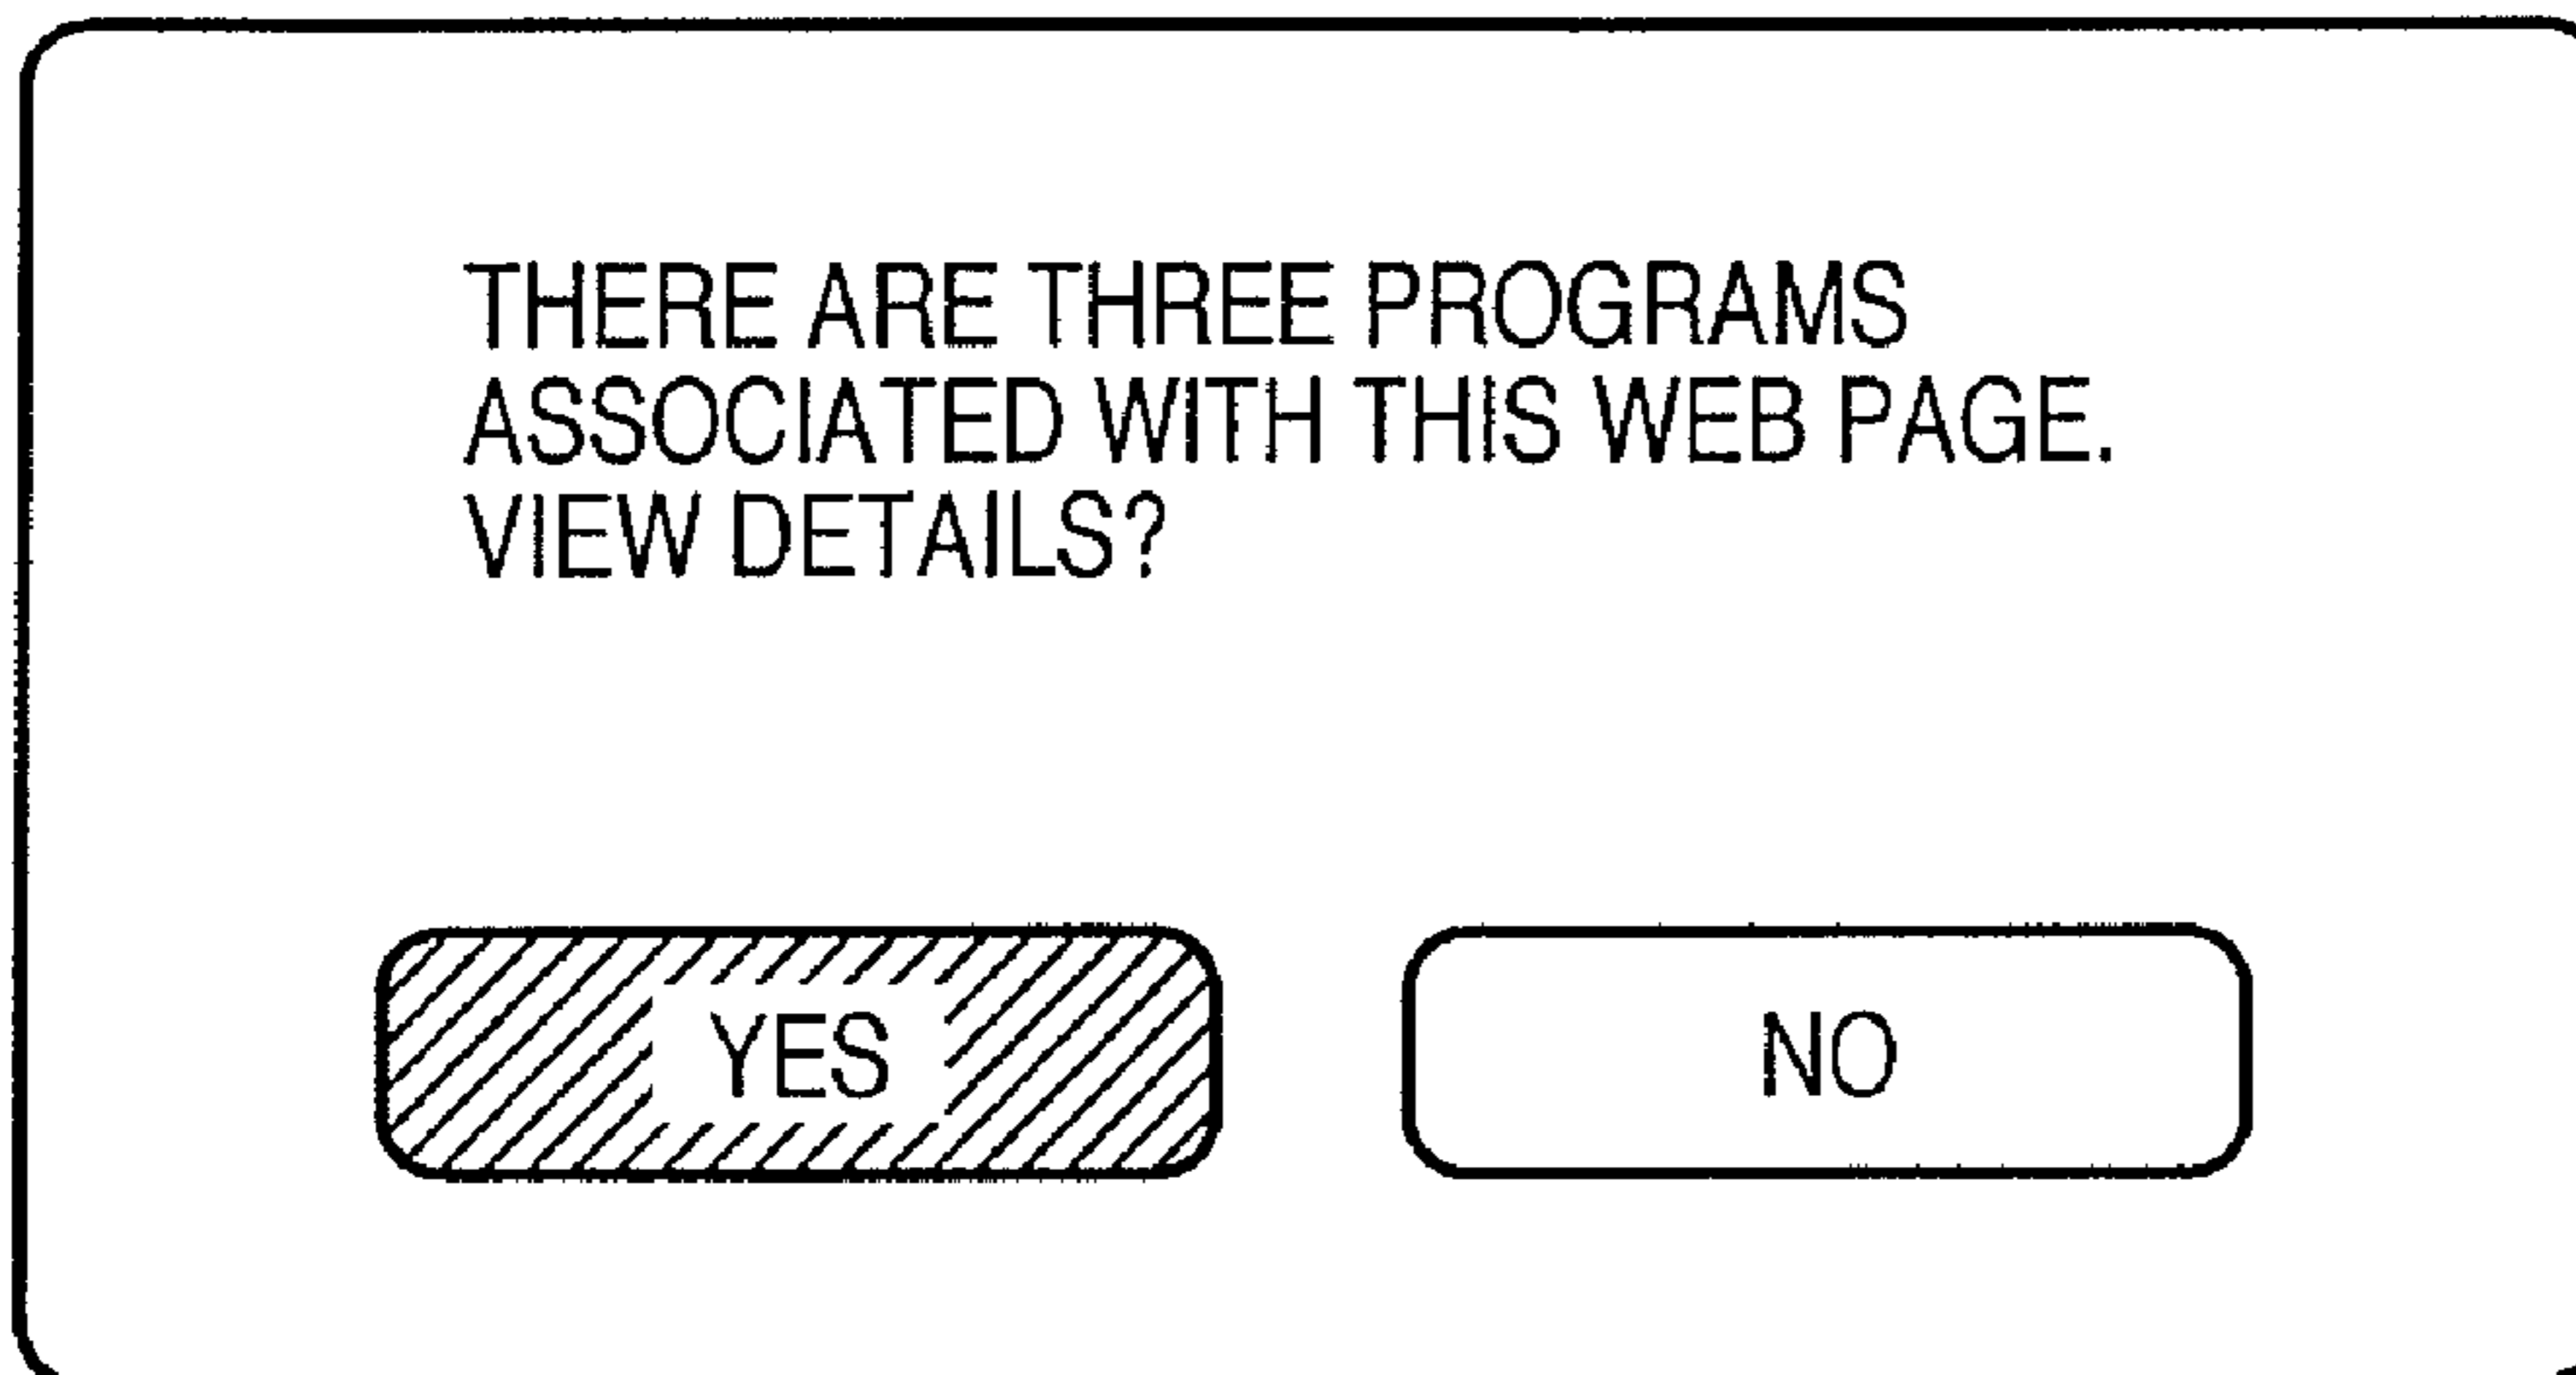 THERE ARE THREE PROGRAMS
ASSOCIATED WITH THIS WEB PAGE.
VIEW DETAILS?
YES
NO